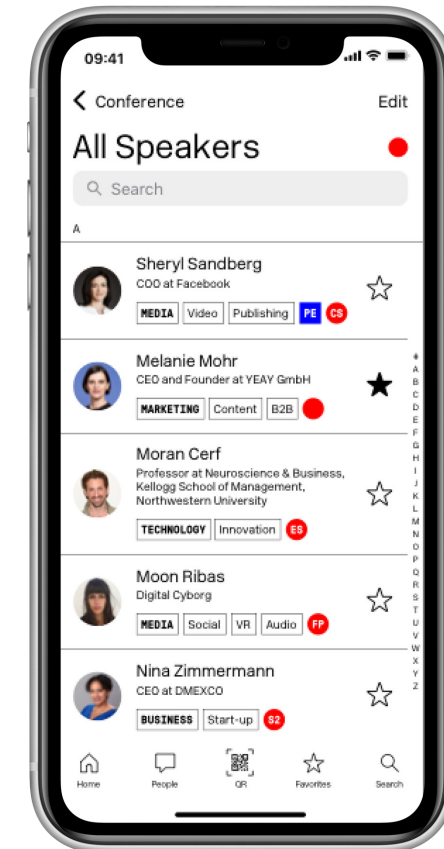 09:41
Conference
Edit
All Speakers
Search
A
Sheryl Sandberg
COO at Facebook
MEDIA Video Publishing PE CS
Melanie Mohr
CEO and Founder at YEAY GmbH
MARKETING Content B2B
Moran Cerf
Professor at Neuroscience & Business,
Kellogg School of Management,
Northwestern University
TECHNOLOGY Innovation ES
Moon Ribas
Digital Cyborg
MEDIA Social VR Audio FP
Nina Zimmermann
CEO at DMEXCO
BUSINESS Start-up S2
#
A
B
C
D
E
F
G
H
I
J
K
L
M
N
O
P
Q
R
S
T
U
V
W
X
Y
Z
Home People QR Favorites Search